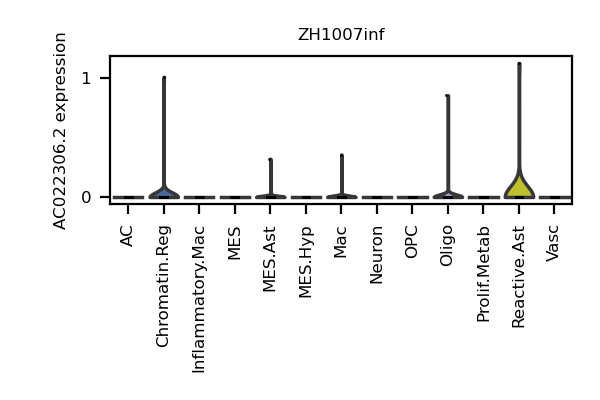 ZH1007inf
AC022306.2 expression
1
0
AC
Chromatin.Reg
Inflammatory.Mac
MES
MES.Ast
MES.Hyp
Mac
Neuron
OPC
Oligo
Prolif.Metab
Reactive.Ast
Vasc